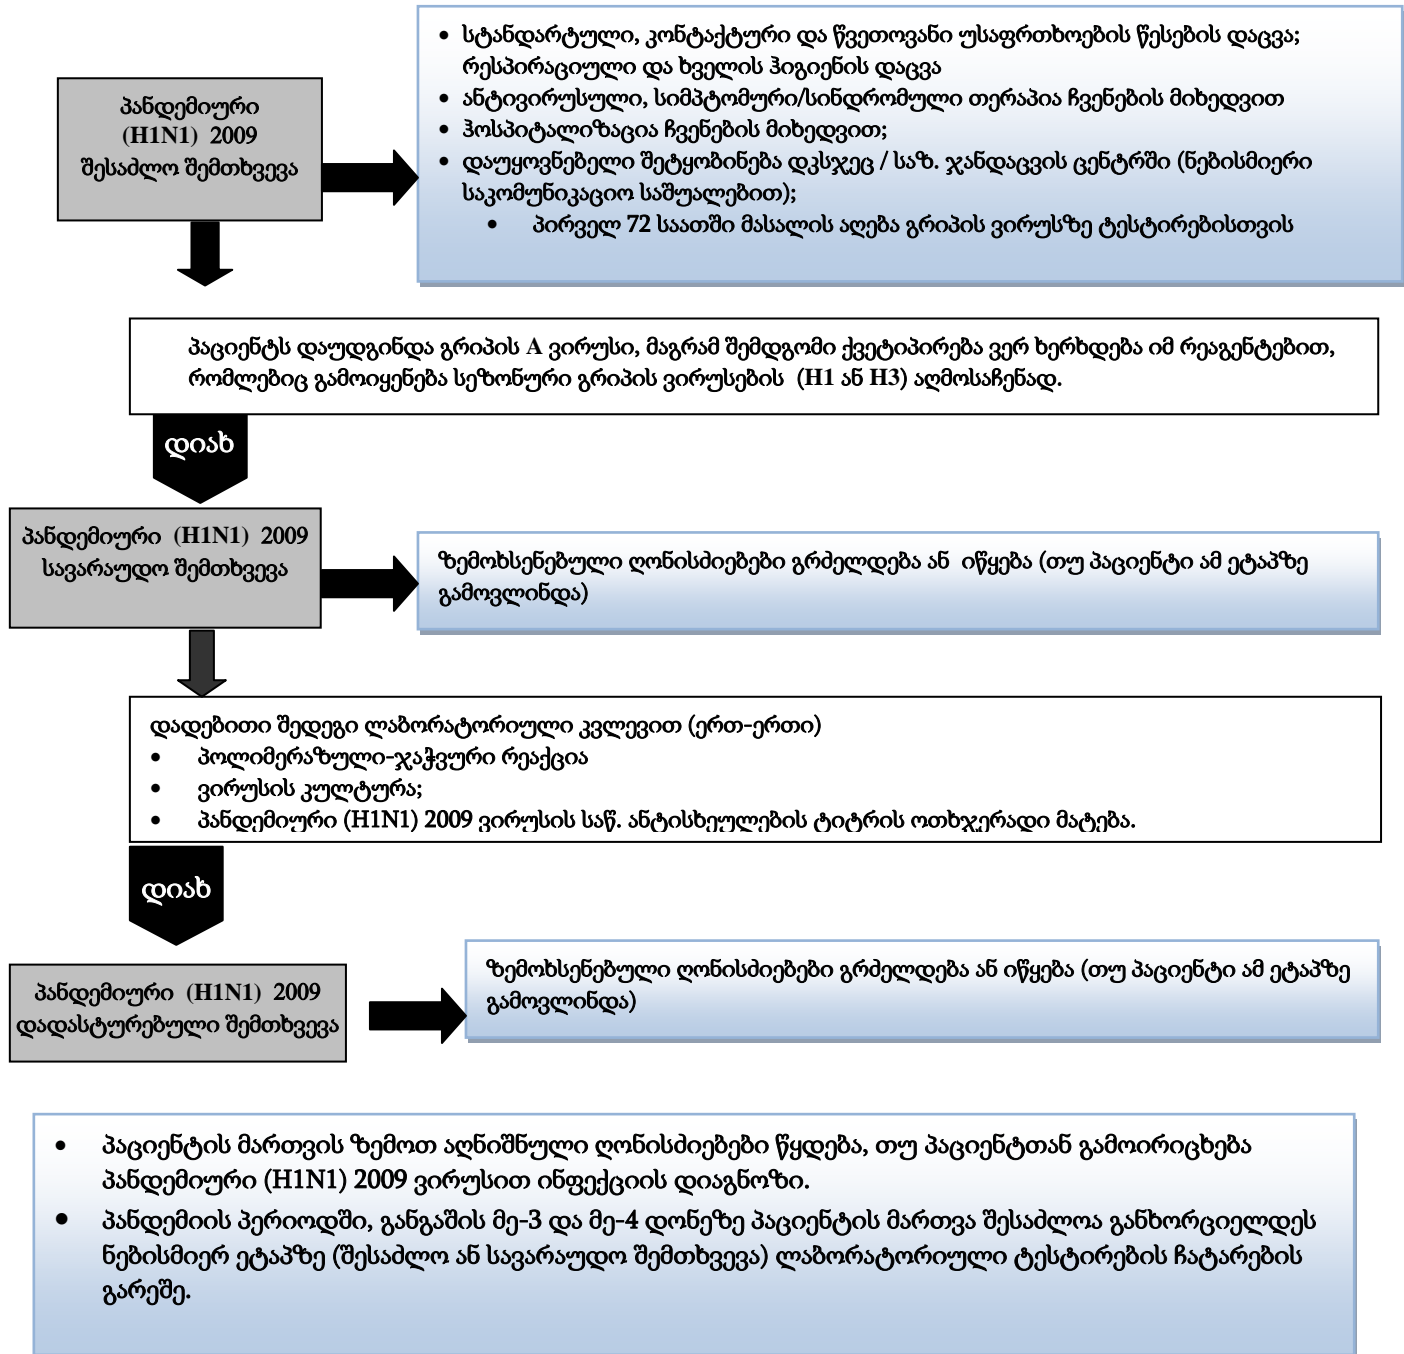 პანდემიური
(H1N1) 2009
შესაძლო შემთხვევა
• სტანდარტული, კონტაქტური და წვეთოვანი უსაფრთხოების წესების დაცვა;
რესპირაციული და ხველის ჰიგიენის დაცვა
• ანტივირუსული, სიმპტომური/სინდრომული თერაპია ჩვენების მიხედვით
• ჰოსპიტალიზაცია ჩვენების მიხედვით;
• დაუყოვნებელი შეტყობინება დკსჯეც / საზ. ჯანდაცვის ცენტრში (ნებისმიერი
საკომუნიკაციო საშუალებით);
• პირველ 72 საათში მასალის აღება გრიპის ვირუსზე ტესტირებისთვის
პაციენტს დაუდგინდა გრიპის A ვირუსი, მაგრამ შემდგომი ქვეტიპირება ვერ ხერხდება იმ რეაგენტებით,
რომლებიც გამოიყენება სეზონური გრიპის ვირუსების (H1 ან H3) აღმოსაჩენად.
დიახ
პანდემიური (H1N1) 2009
სავარაუდო შემთხვევა
ზემოხსენებული ღონისძიებები გრძელდება ან იწყება (თუ პაციენტი ამ ეტაპზე
გამოვლინდა)
დადებითი შედეგი ლაბორატორიული კვლევით (ერთ-ერთი)
• პოლიმერაზული-ჯაჭვური რეაქცია
• ვირუსის კულტურა;
• პანდემიური (H1N1) 2009 ვირუსის საწ. ანტისხეულების ტიტრის ოთხჯერადი მატება.
დიახ
პანდემიური (H1N1) 2009
დადასტურებული შემთხვევა
ზემოხსენებული ღონისძიებები გრძელდება ან იწყება (თუ პაციენტი ამ ეტაპზე
გამოვლინდა)
• პაციენტის მართვის ზემოთ აღნიშნული ღონისძიებები წყდება, თუ პაციენტთან გამოირიცხება
პანდემიური (H1N1) 2009 ვირუსით ინფექციის დიაგნოზი.
• პანდემიის პერიოდში, განგაშის მე-3 და მე-4 დონეზე პაციენტის მართვა შესაძლოა განხორციელდეს
ნებისმიერ ეტაპზე (შესაძლო ან სავარაუდო შემთხვევა) ლაბორატორიული ტესტირების ჩატარების
გარეშე.